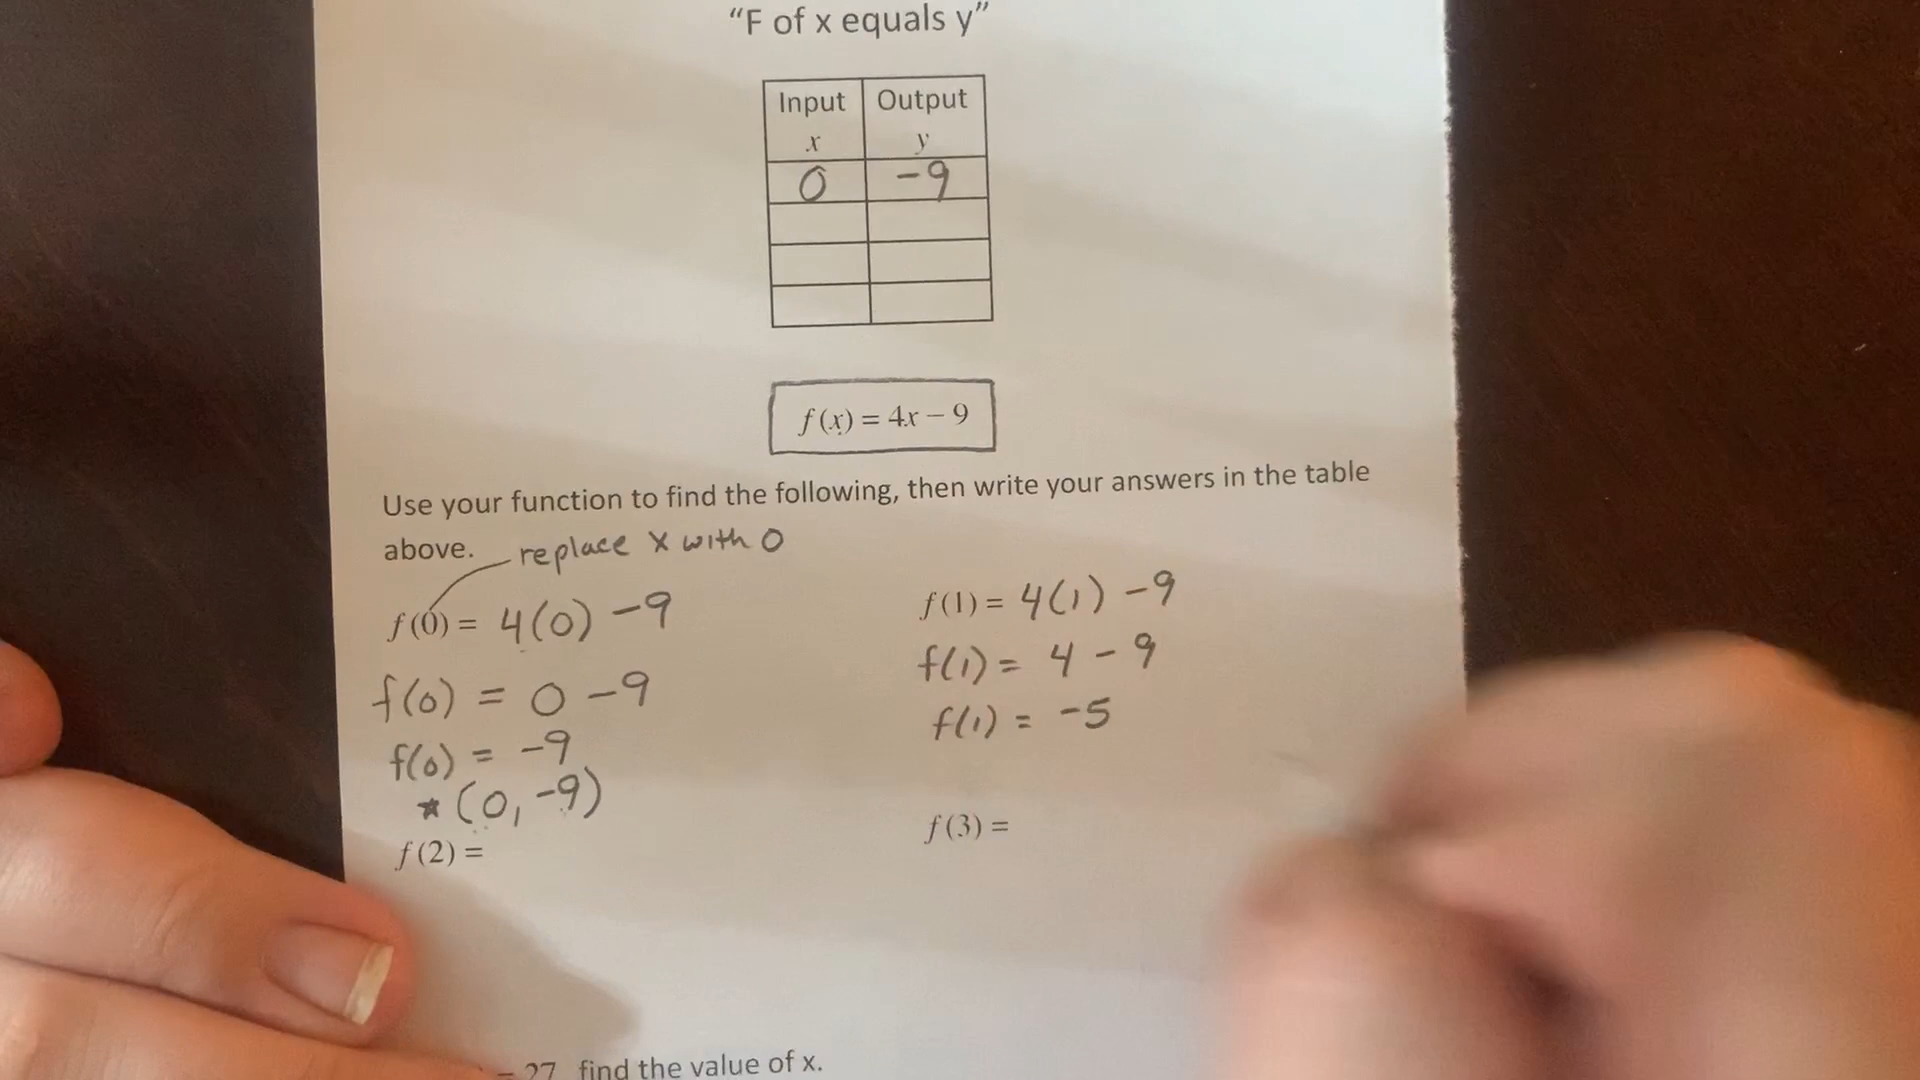 “F of x equals y”
Input Output
x y
0 -9
f(x) = 4x – 9
Use your function to find the following, then write your answers in the table
above. replace x with 0
f(0) = 4(0) -9
f(0) = 0 -9
f(0) = -9
* (0, -9)
f(1) = 4(1) -9
f(1) = 4 - 9
f(1) = -5
f(2) =
f(3) =
= 27 find the value of x.